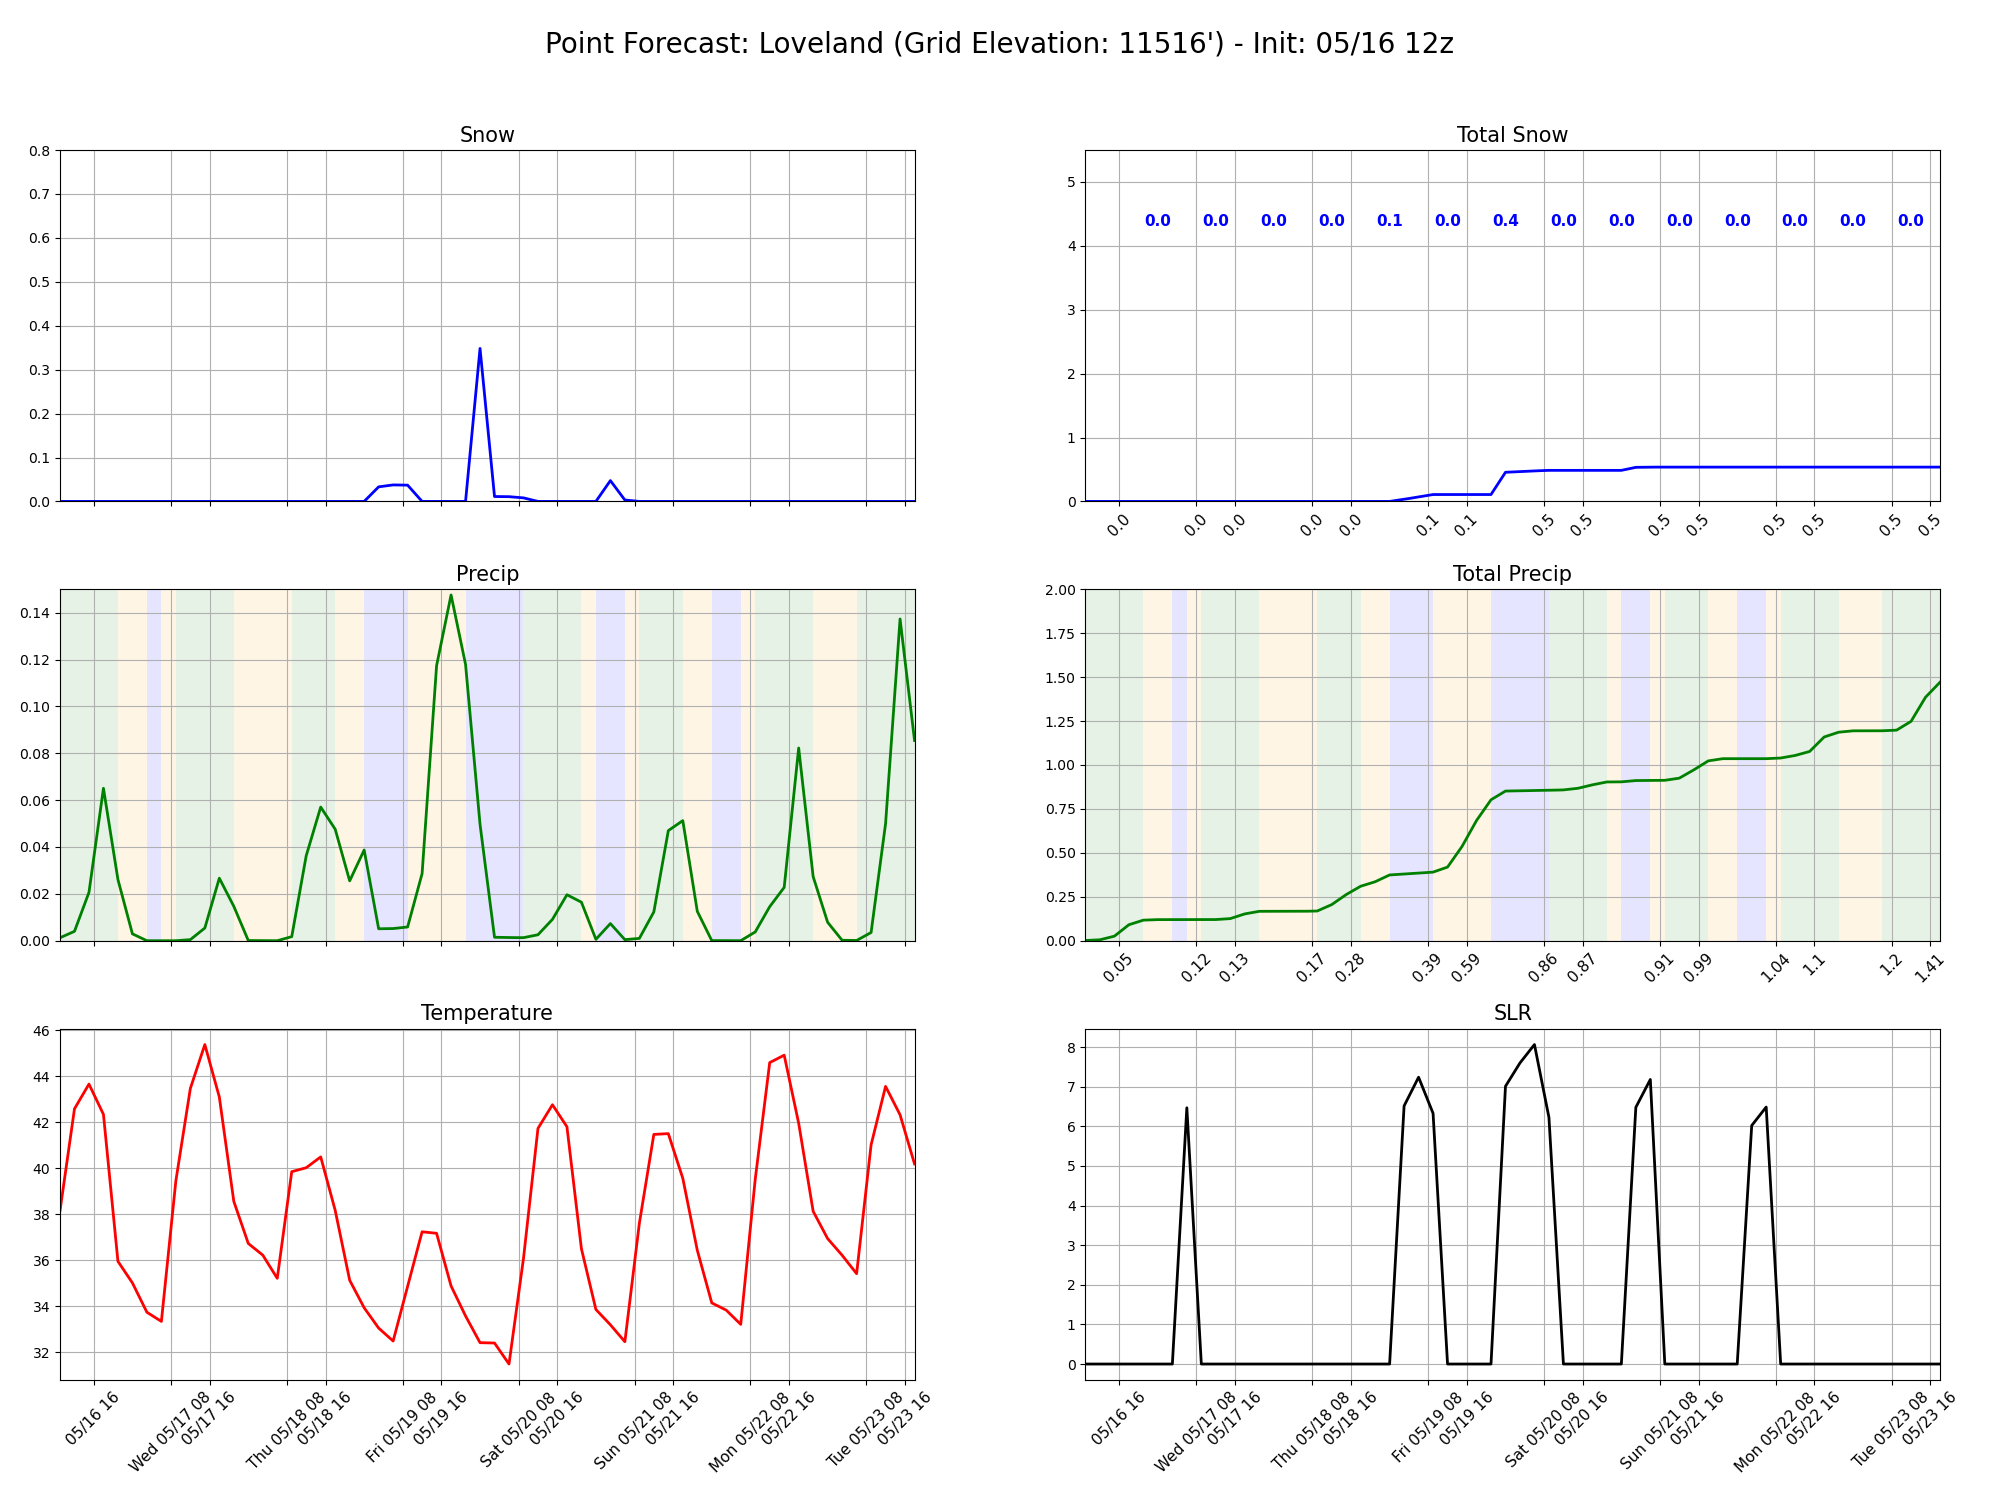 Point Forecast: Loveland (Grid Elevation: 11516') - Init: 05/16 12z
Snow
0.8
0.7
0.6
0.5
0.4
0.3
0.2
0.1
0.0
Total Snow
5
4
3
2
1
0
0.0 0.0 0.0 0.0 0.1 0.0 0.4 0.0 0.0 0.0 0.0 0.0 0.0 0.0
0.0 0.0 0.0 0.0 0.0 0.1 0.1 0.5 0.5 0.5 0.5 0.5 0.5 0.5 0.5
Precip
0.14
0.12
0.10
0.08
0.06
0.04
0.02
0.00
Total Precip
2.00
1.75
1.50
1.25
1.00
0.75
0.50
0.25
0.00
0.05 0.12 0.13 0.17 0.28 0.39 0.59 0.86 0.87 0.91 0.99 1.04 1.1 1.2 1.41
Temperature
46
44
42
40
38
36
34
32
05/16 16
Wed 05/17 08
05/17 16
Thu 05/18 08
05/18 16
Fri 05/19 08
05/19 16
Sat 05/20 08
05/20 16
Sun 05/21 08
05/21 16
Mon 05/22 08
05/22 16
Tue 05/23 08
05/23 16
SLR
8
7
6
5
4
3
2
1
0
05/16 16
Wed 05/17 08
05/17 16
Thu 05/18 08
05/18 16
Fri 05/19 08
05/19 16
Sat 05/20 08
05/20 16
Sun 05/21 08
05/21 16
Mon 05/22 08
05/22 16
Tue 05/23 08
05/23 16